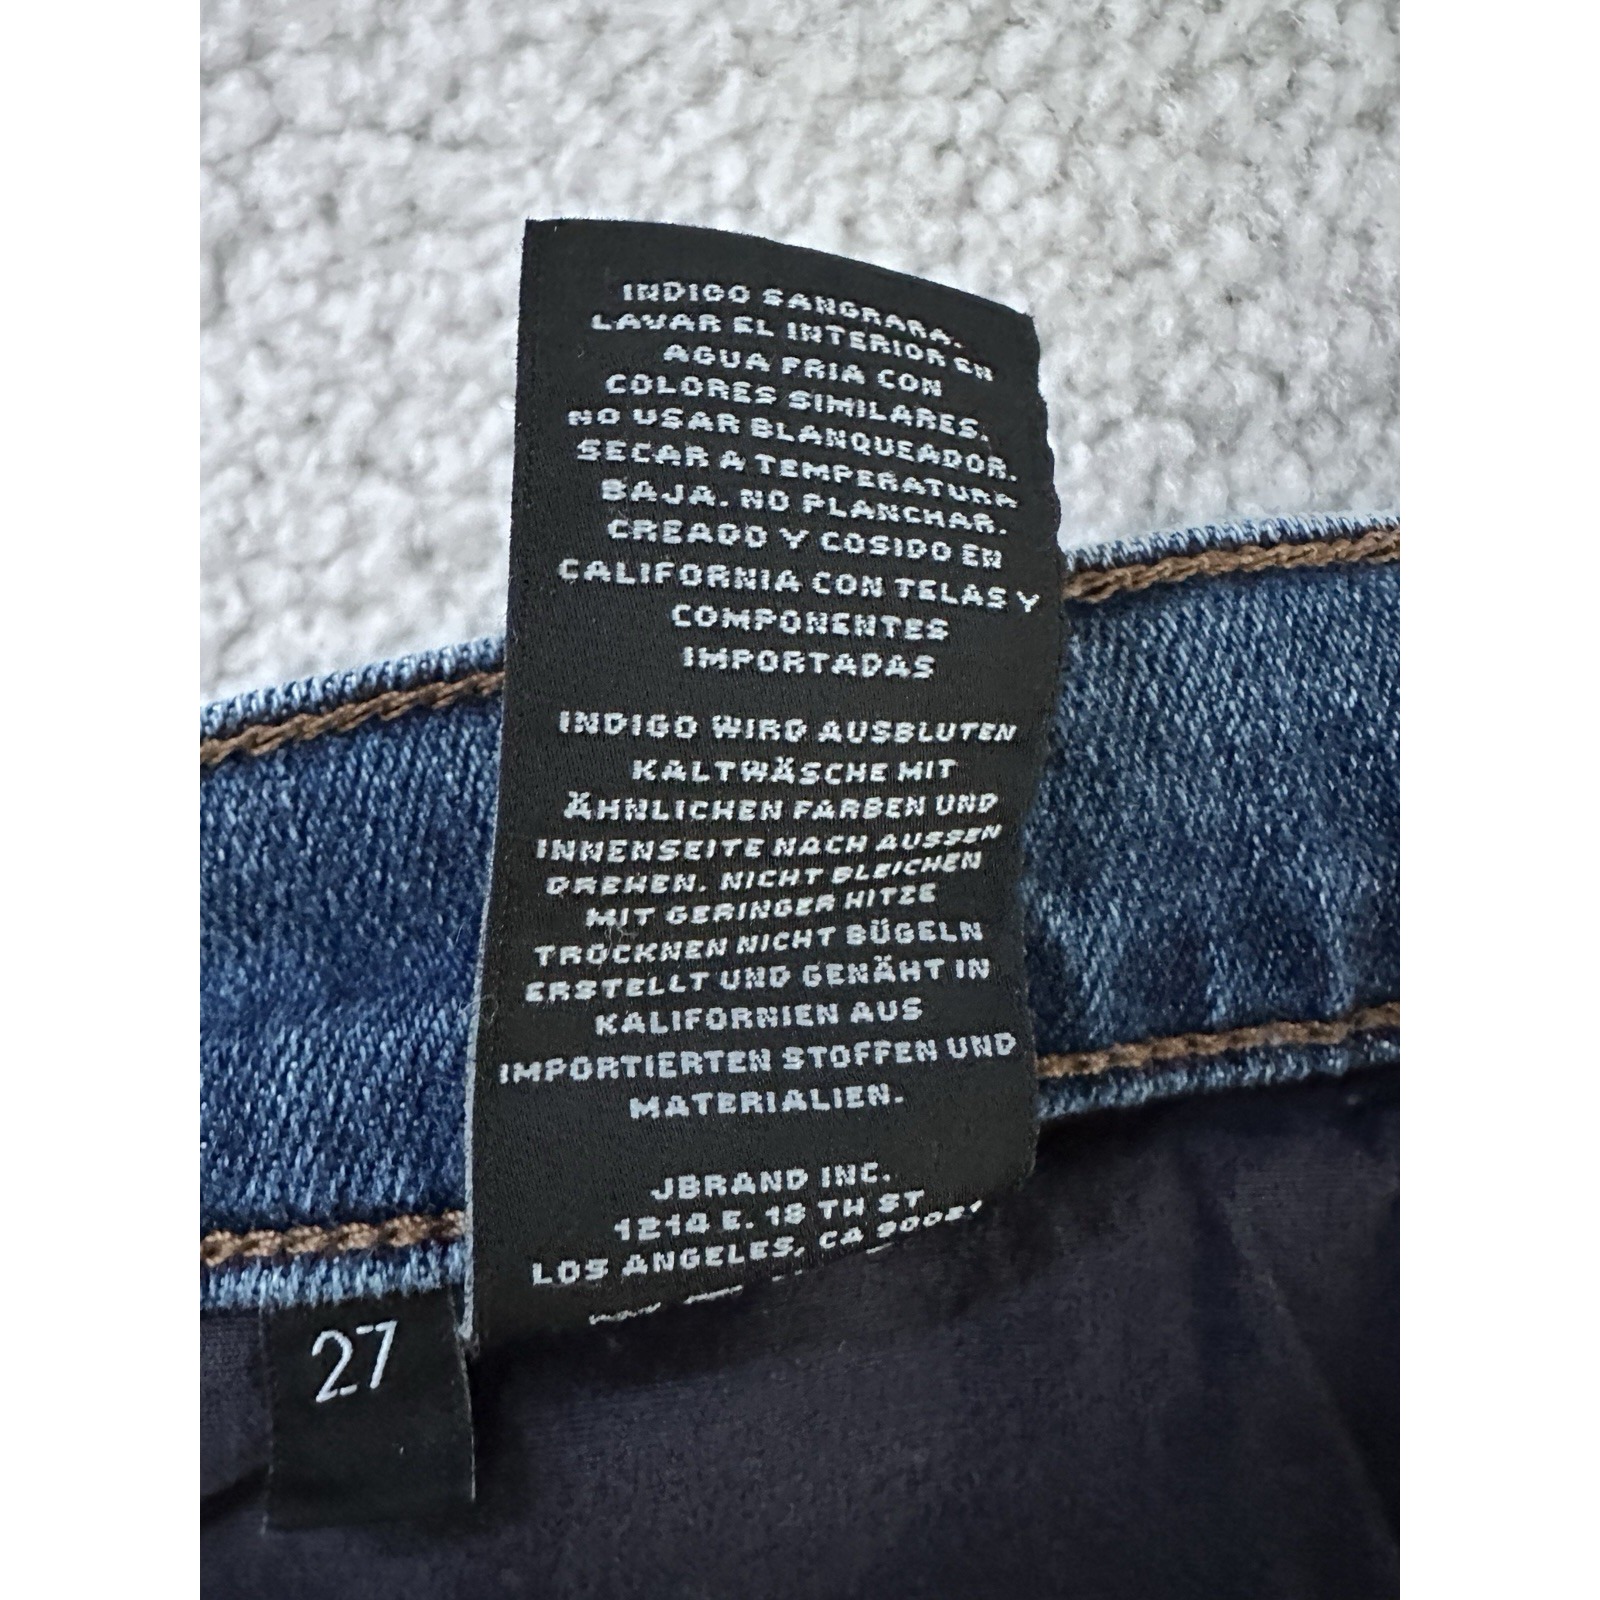 INDIGO SANGRARA.
LAVAR EL INTERIOR EN
AGUA FRIA CON
COLORES SIMILARES.
NO USAR BLANQUEADOR.
SECAR A TEMPERATURA
BAJA. NO PLANCHAR.
CREADO Y COSIDO EN
CALIFORNIA CON TELAS Y
COMPONENTES
IMPORTADAS
INDIGO WIRD AUSBLUTEN
KALTWÄSCHE MIT
ÄHNLICHEN FARBEN UND
INNENSEITE NACH AUSSEN
DREHEN. NICHT BLEICHEN
MIT GERINGER HITZE
TROCKNEN NICHT BÜGELN
ERSTELLT UND GENÄHT IN
KALIFORNIEN AUS
IMPORTIERTEN STOFFEN UND
MATERIALIEN.
JBRAND INC.
1214 E. 18 TH ST
LOS ANGELES, CA 90021
27